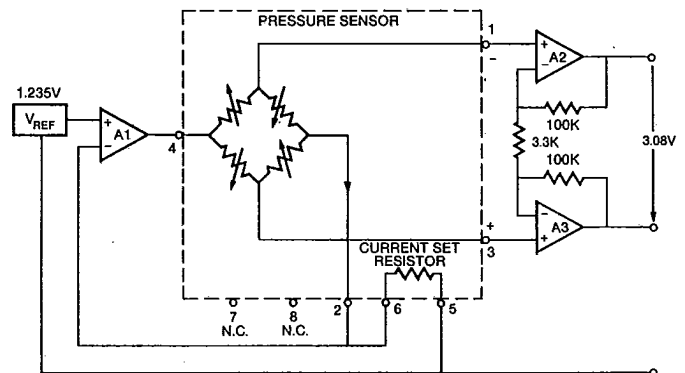 PRESSURE SENSOR
1
+
A2
−
−
1.235V
VREF
+
A1
−
4
100K
3.3K
3.08V
100K
−
A3
+
+
3
CURRENT SET
RESISTOR
7
N.C.
8
N.C.
2
6
5